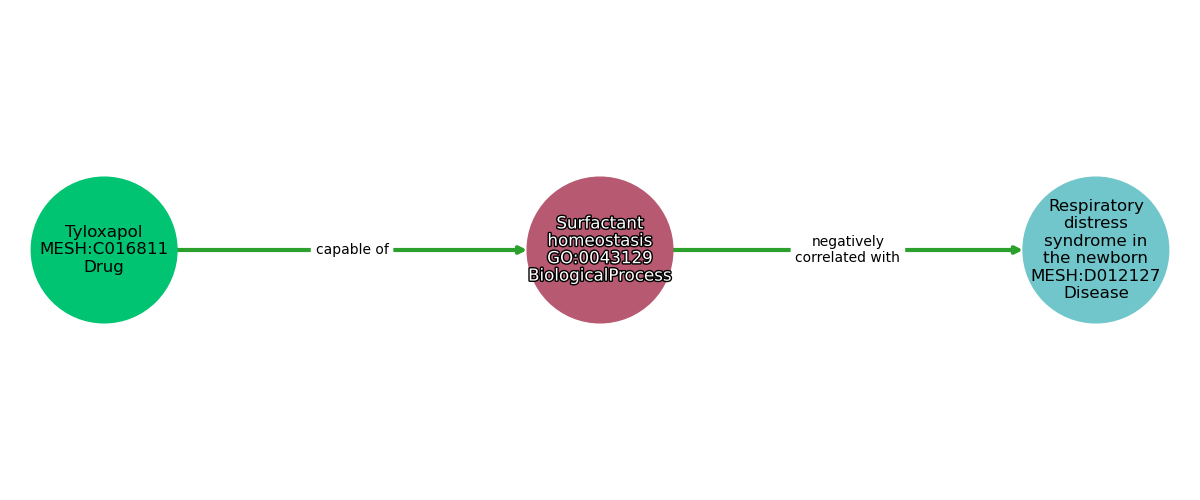 Tyloxapol
MESH:C016811
Drug
capable of
Surfactant
homeostasis
GO:0043129
BiologicalProcess
negatively
correlated with
Respiratory
distress
syndrome in
the newborn
MESH:D012127
Disease